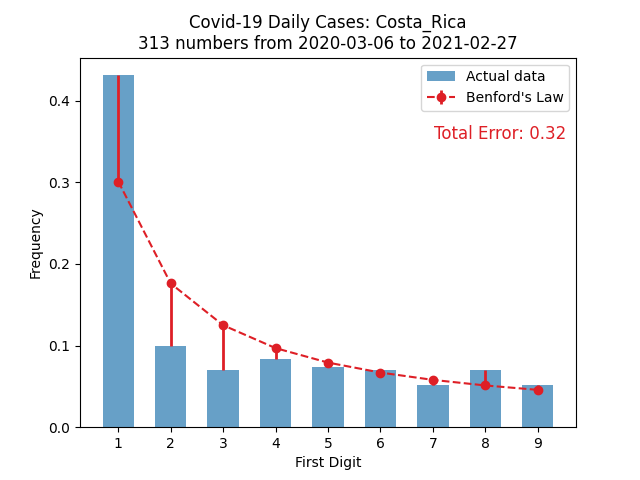 Covid-19 Daily Cases: Costa_Rica
313 numbers from 2020-03-06 to 2021-02-27
Actual data
Benford's Law
Total Error: 0.32
Frequency
0.4
0.3
0.2
0.1
0.0
1 2 3 4 5 6 7 8 9
First Digit